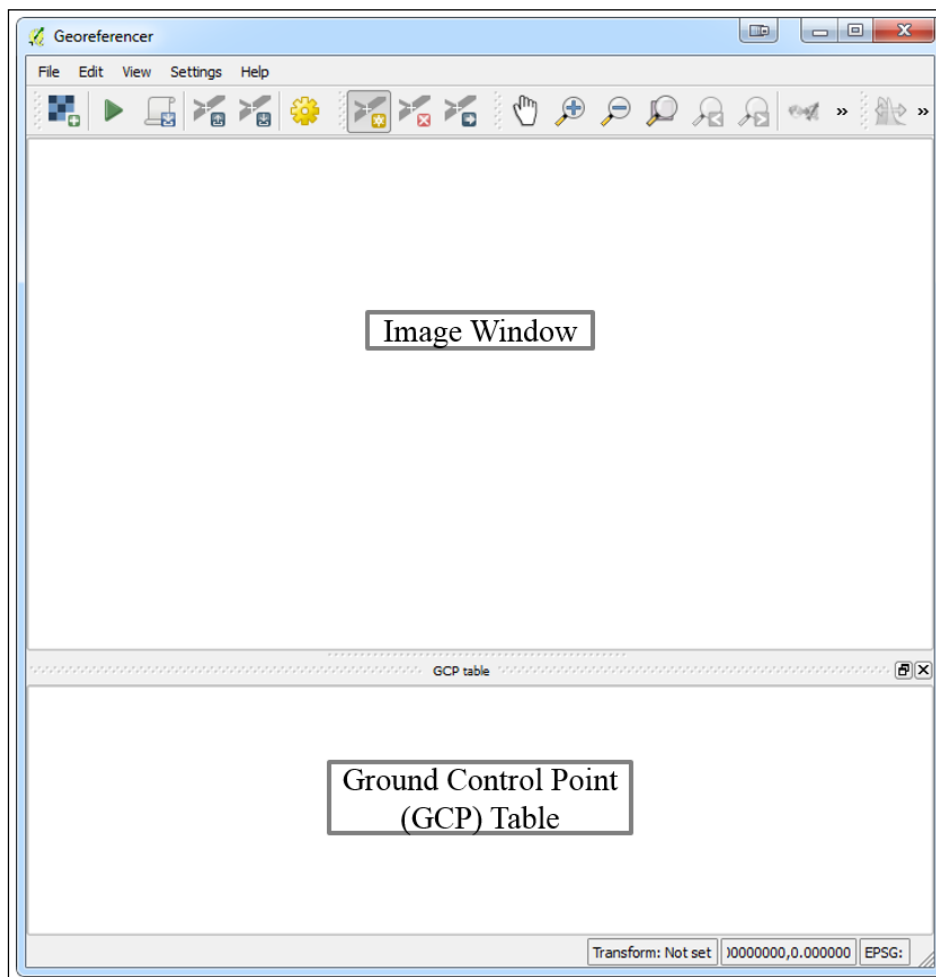 Georeferencer
File Edit View Settings Help
» »
Image Window
GCP table
Ground Control Point
(GCP) Table
Transform: Not set )0000000,0.000000 EPSG: